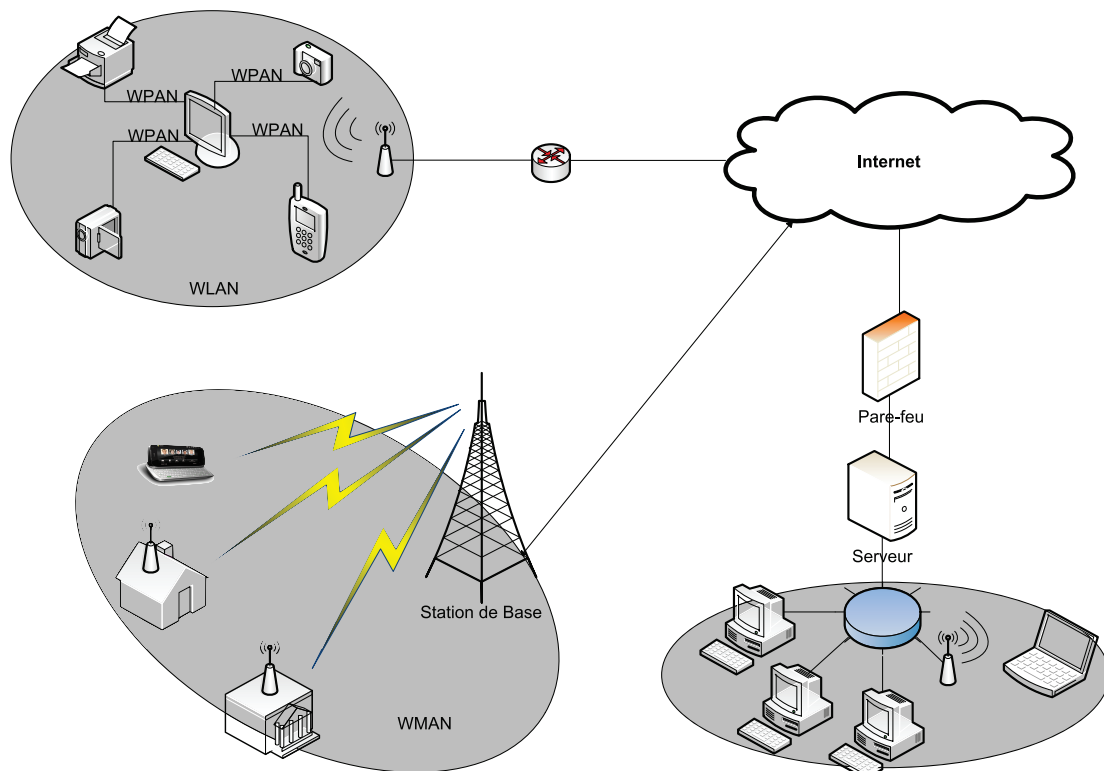 WPAN
WPAN
WPAN
WPAN
WLAN
Internet
Pare-feu
Serveur
Station de Base
WMAN